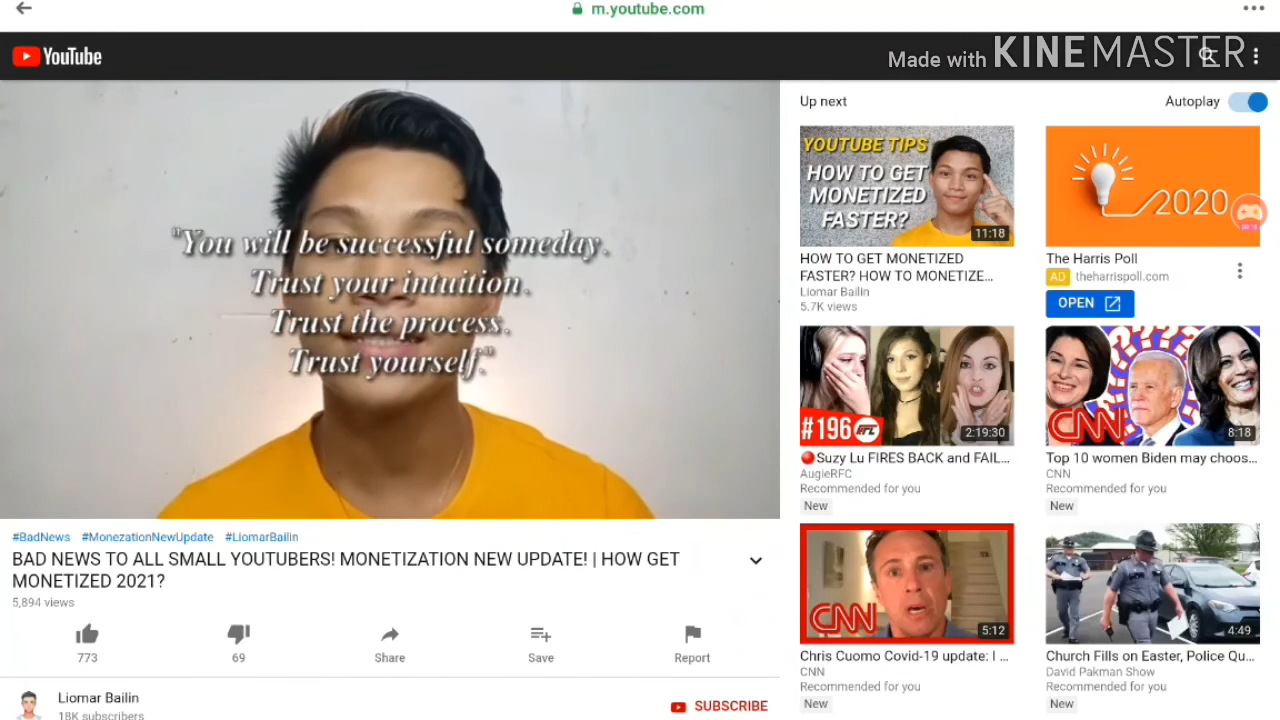 m.youtube.com
YouTube
Made with KINEMASTER
"You will be successful someday.
Trust your intuition.
Trust the process.
Trust yourself."
#BadNews #MonezationNewUpdate #LiomarBailin
BAD NEWS TO ALL SMALL YOUTUBERS! MONETIZATION NEW UPDATE! | HOW GET
MONETIZED 2021?
5,894 views
773
69
Share
Save
Report
Liomar Bailin
18K subscribers
SUBSCRIBE
Up next
Autoplay
YOUTUBE TIPS
HOW TO GET
MONETIZED
FASTER?
11:18
HOW TO GET MONETIZED
FASTER? HOW TO MONETIZE...
Liomar Bailin
5.7K views
2020
The Harris Poll
AD theharrispoll.com
OPEN
#196 RFC
2:19:30
🔴Suzy Lu FIRES BACK and FAIL...
AugieRFC
Recommended for you
New
CNN
8:18
Top 10 women Biden may choos...
CNN
Recommended for you
New
CNN
5:12
Chris Cuomo Covid-19 update: I ...
CNN
Recommended for you
New
4:49
Church Fills on Easter, Police Qu...
David Pakman Show
Recommended for you
New